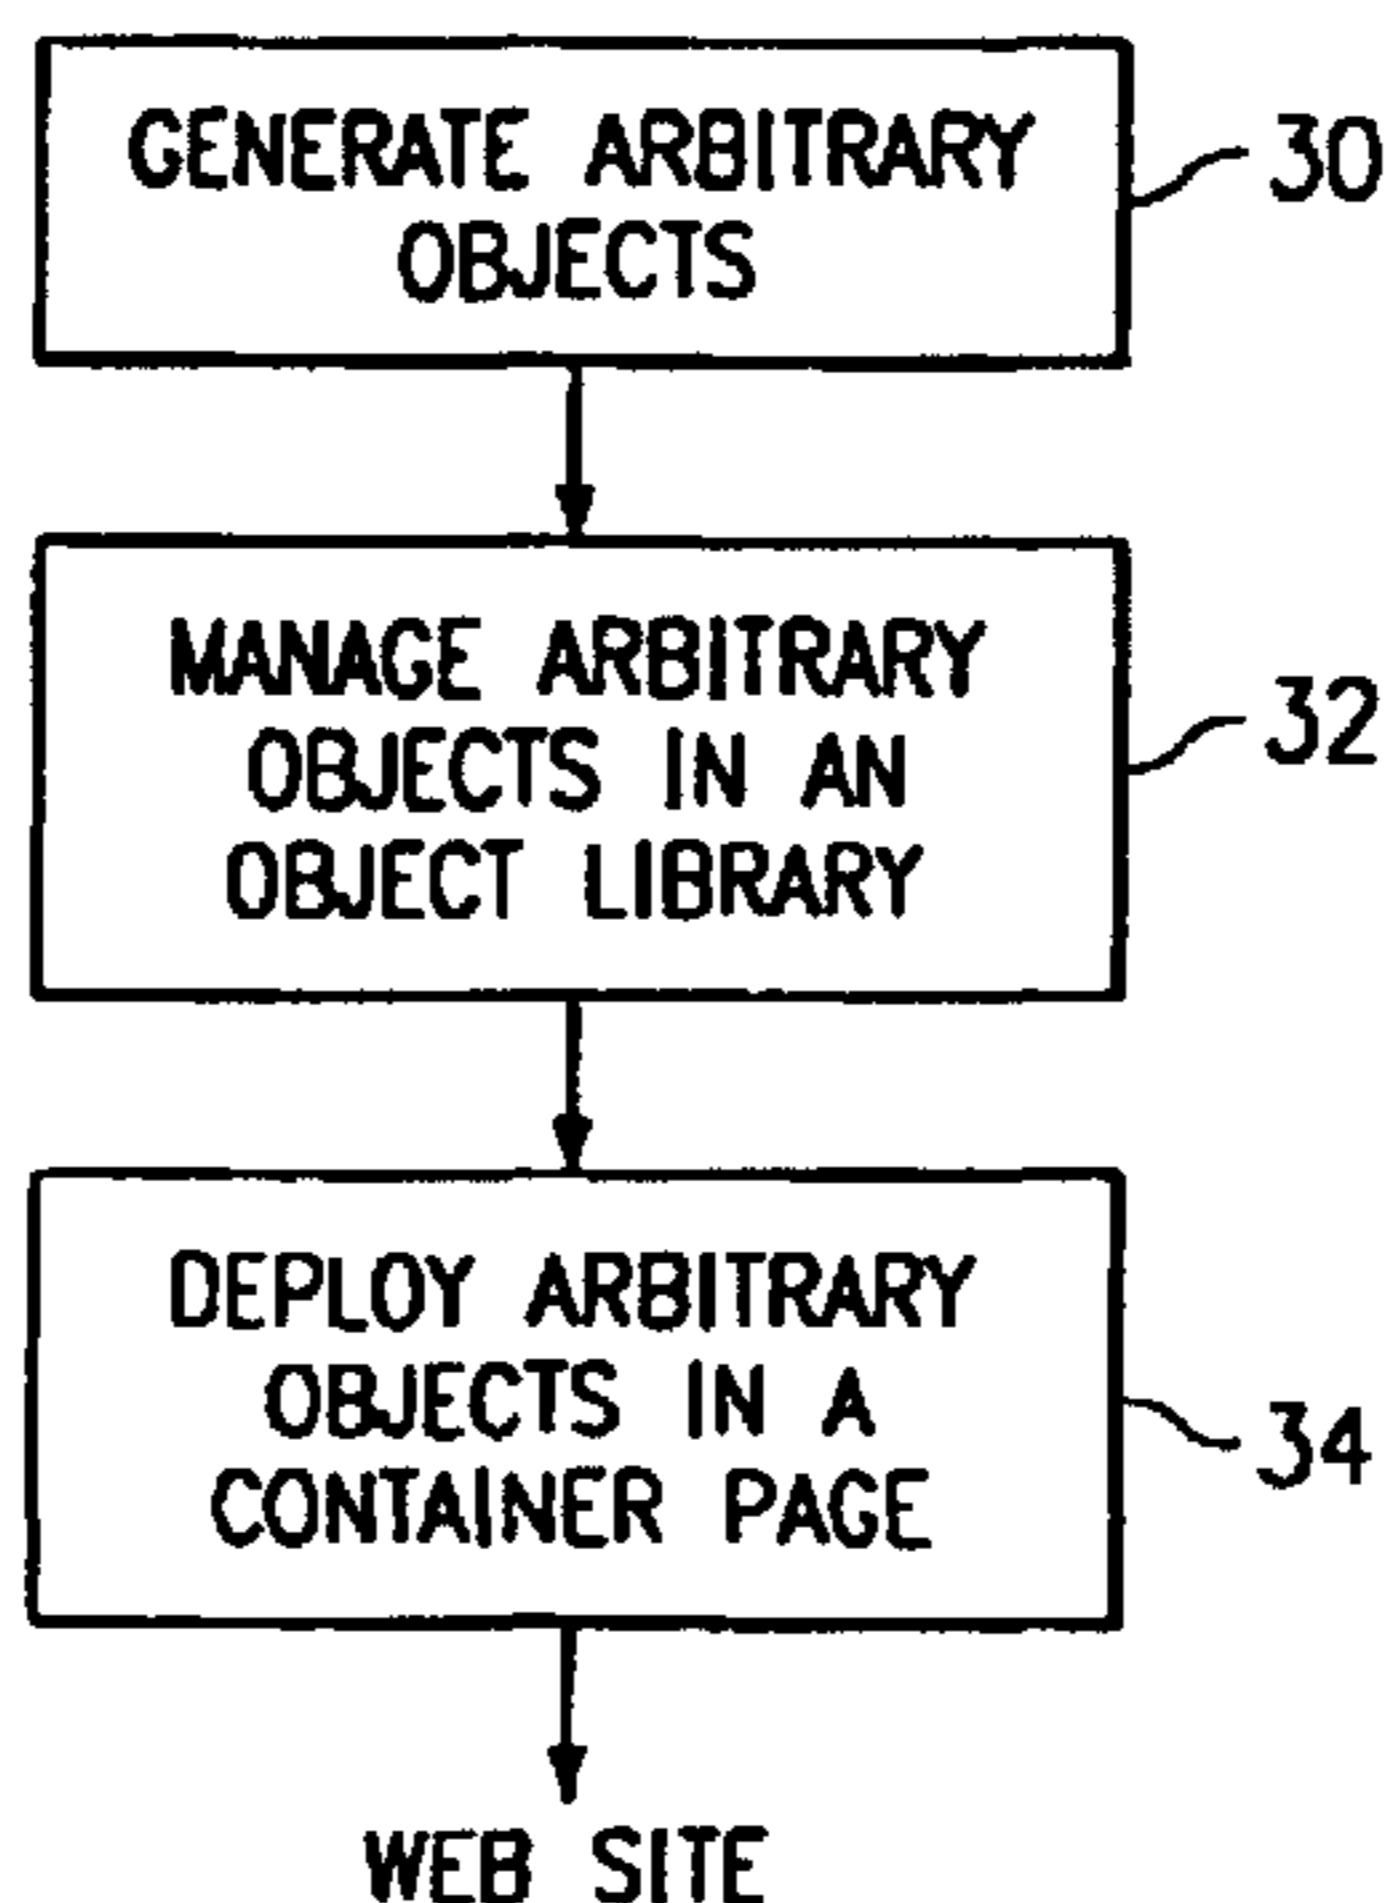 GENERATE ARBITRARY
OBJECTS
30
MANAGE ARBITRARY
OBJECTS IN AN
OBJECT LIBRARY
32
DEPLOY ARBITRARY
OBJECTS IN A
CONTAINER PAGE
34
WEB SITE